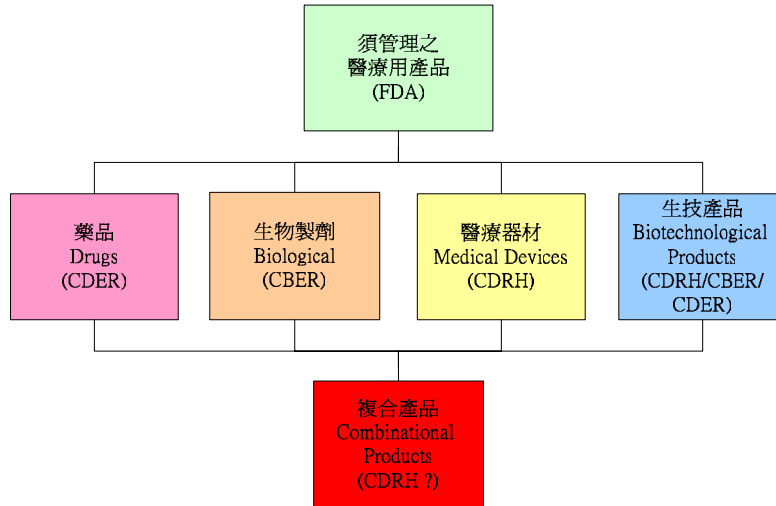 須管理之
醫療用產品
(FDA)
藥品
Drugs
(CDER)
生物製劑
Biological
(CBER)
醫療器材
Medical Devices
(CDRH)
生技產品
Biotechnological
Products
(CDRH/CBER/
CDER)
複合產品
Combinational
Products
(CDRH ?)